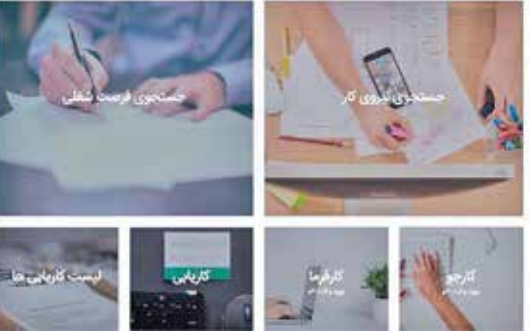 جستجوی نیروی کار
جستجوی فرصت شغلی
کارجو
کارفرما
کاریابی
لیست کاریابی ها